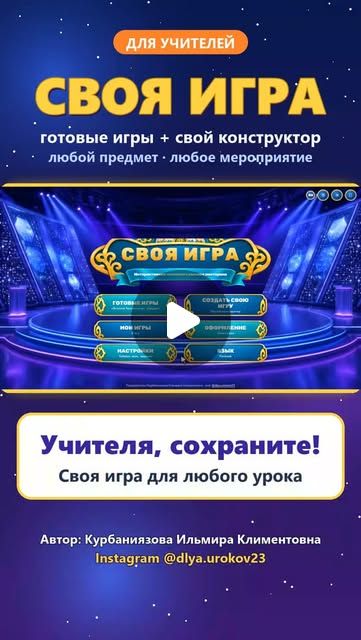 ДЛЯ УЧИТЕЛЕЙ
СВОЯ ИГРА
готовые игры + свой конструктор
любой предмет · любое мероприятие
СВОЯ ИГРА
ГОТОВЫЕ ИГРЫ
СОЗДАТЬ СВОЮ ИГРУ
МОИ ИГРЫ
ОФОРМЛЕНИЕ
НАСТРОЙКИ
ЯЗЫК
Учителя, сохраните!
Своя игра для любого урока
Автор: Курбаниязова Ильмира Климентовна
Instagram @dlya.urokov23